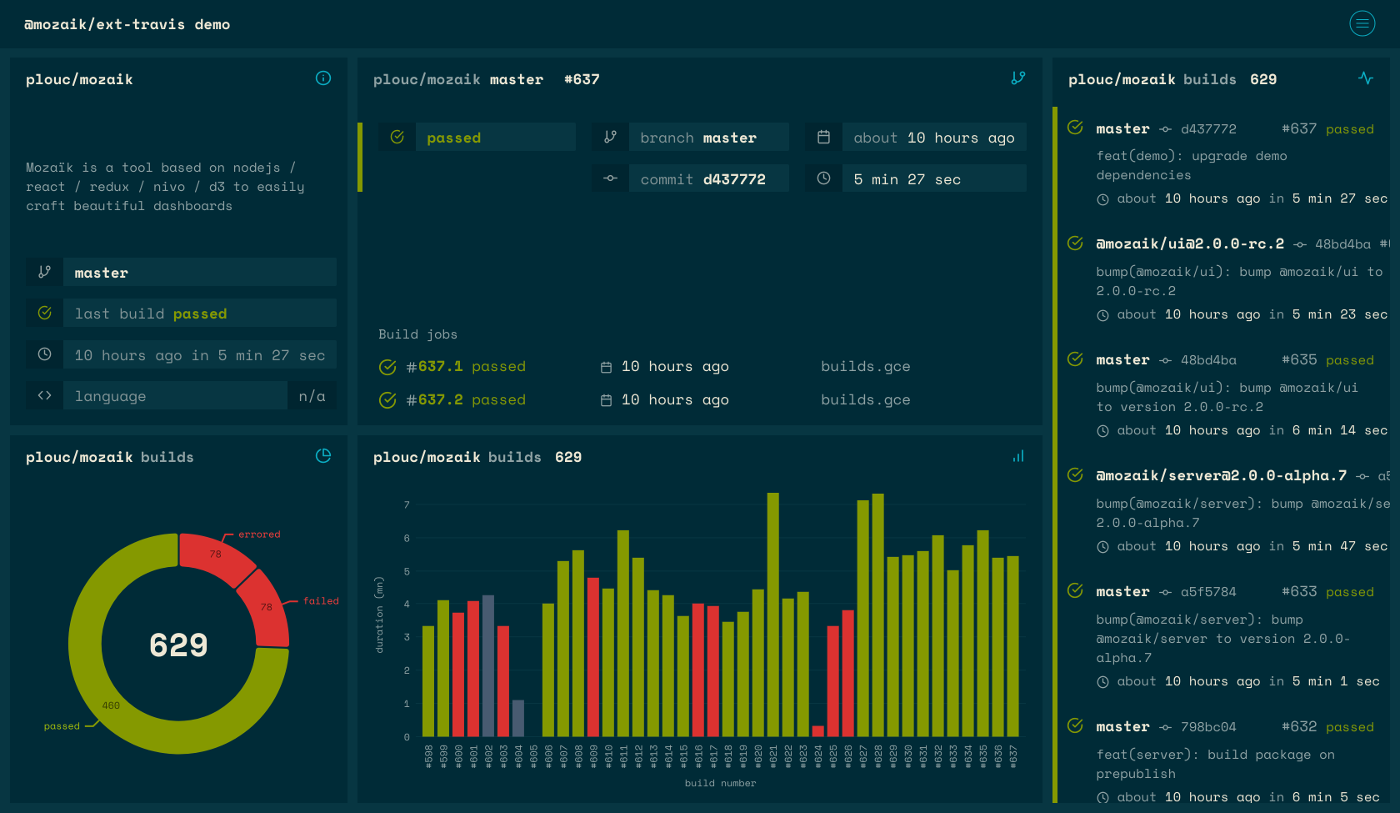 @mozaik/ext-travis demo
plouc/mozaik
Mozaïk is a tool based on nodejs /
react / redux / nivo / d3 to easily
craft beautiful dashboards
master
last build passed
10 hours ago in 5 min 27 sec
language n/a
plouc/mozaik master #637
passed
branch master
about 10 hours ago
commit d437772
5 min 27 sec
Build jobs
#637.1 passed 10 hours ago builds.gce
#637.2 passed 10 hours ago builds.gce
plouc/mozaik builds
errored
78
failed
78
629
460
passed
plouc/mozaik builds 629
7
6
5
4
3
2
1
0
duration (mn)
#598 #599 #600 #601 #602 #603 #604 #605 #606 #607 #608 #609 #610 #611 #612 #613 #614 #615 #616 #617 #618 #619 #620 #621 #622 #623 #624 #625 #626 #627 #628 #629 #630 #631 #632 #633 #634 #635 #636 #637
build number
plouc/mozaik builds 629
master d437772 #637 passed
feat(demo): upgrade demo
dependencies
about 10 hours ago in 5 min 27 sec
@mozaik/ui@2.0.0-rc.2 48bd4ba
bump(@mozaik/ui): bump @mozaik/ui to
2.0.0-rc.2
about 10 hours ago in 5 min 23 sec
master 48bd4ba #635 passed
bump(@mozaik/ui): bump @mozaik/ui
to version 2.0.0-rc.2
about 10 hours ago in 6 min 14 sec
@mozaik/server@2.0.0-alpha.7
bump(@mozaik/server): bump @mozaik/se
2.0.0-alpha.7
about 10 hours ago in 5 min 47 sec
master a5f5784 #633 passed
bump(@mozaik/server): bump
@mozaik/server to version 2.0.0-
alpha.7
about 10 hours ago in 5 min 1 sec
master 798bc04 #632 passed
feat(server): build package on
prepublish
about 10 hours ago in 6 min 5 sec